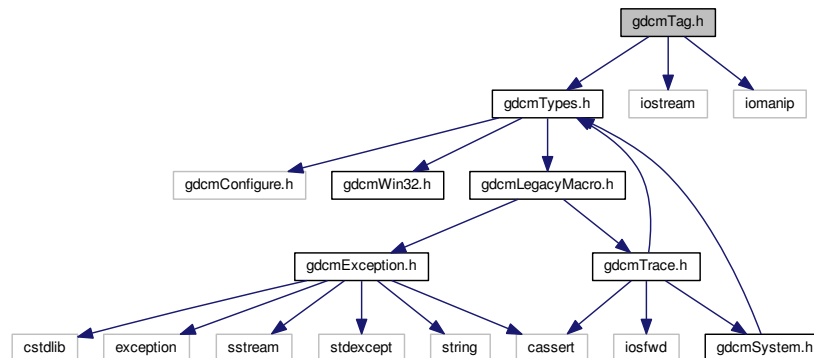 gdcmTag.h
gdcmTypes.h
iostream
iomanip
gdcmConfigure.h
gdcmWin32.h
gdcmLegacyMacro.h
gdcmException.h
gdcmTrace.h
cstdlib
exception
sstream
stdexcept
string
cassert
iosfwd
gdcmSystem.h